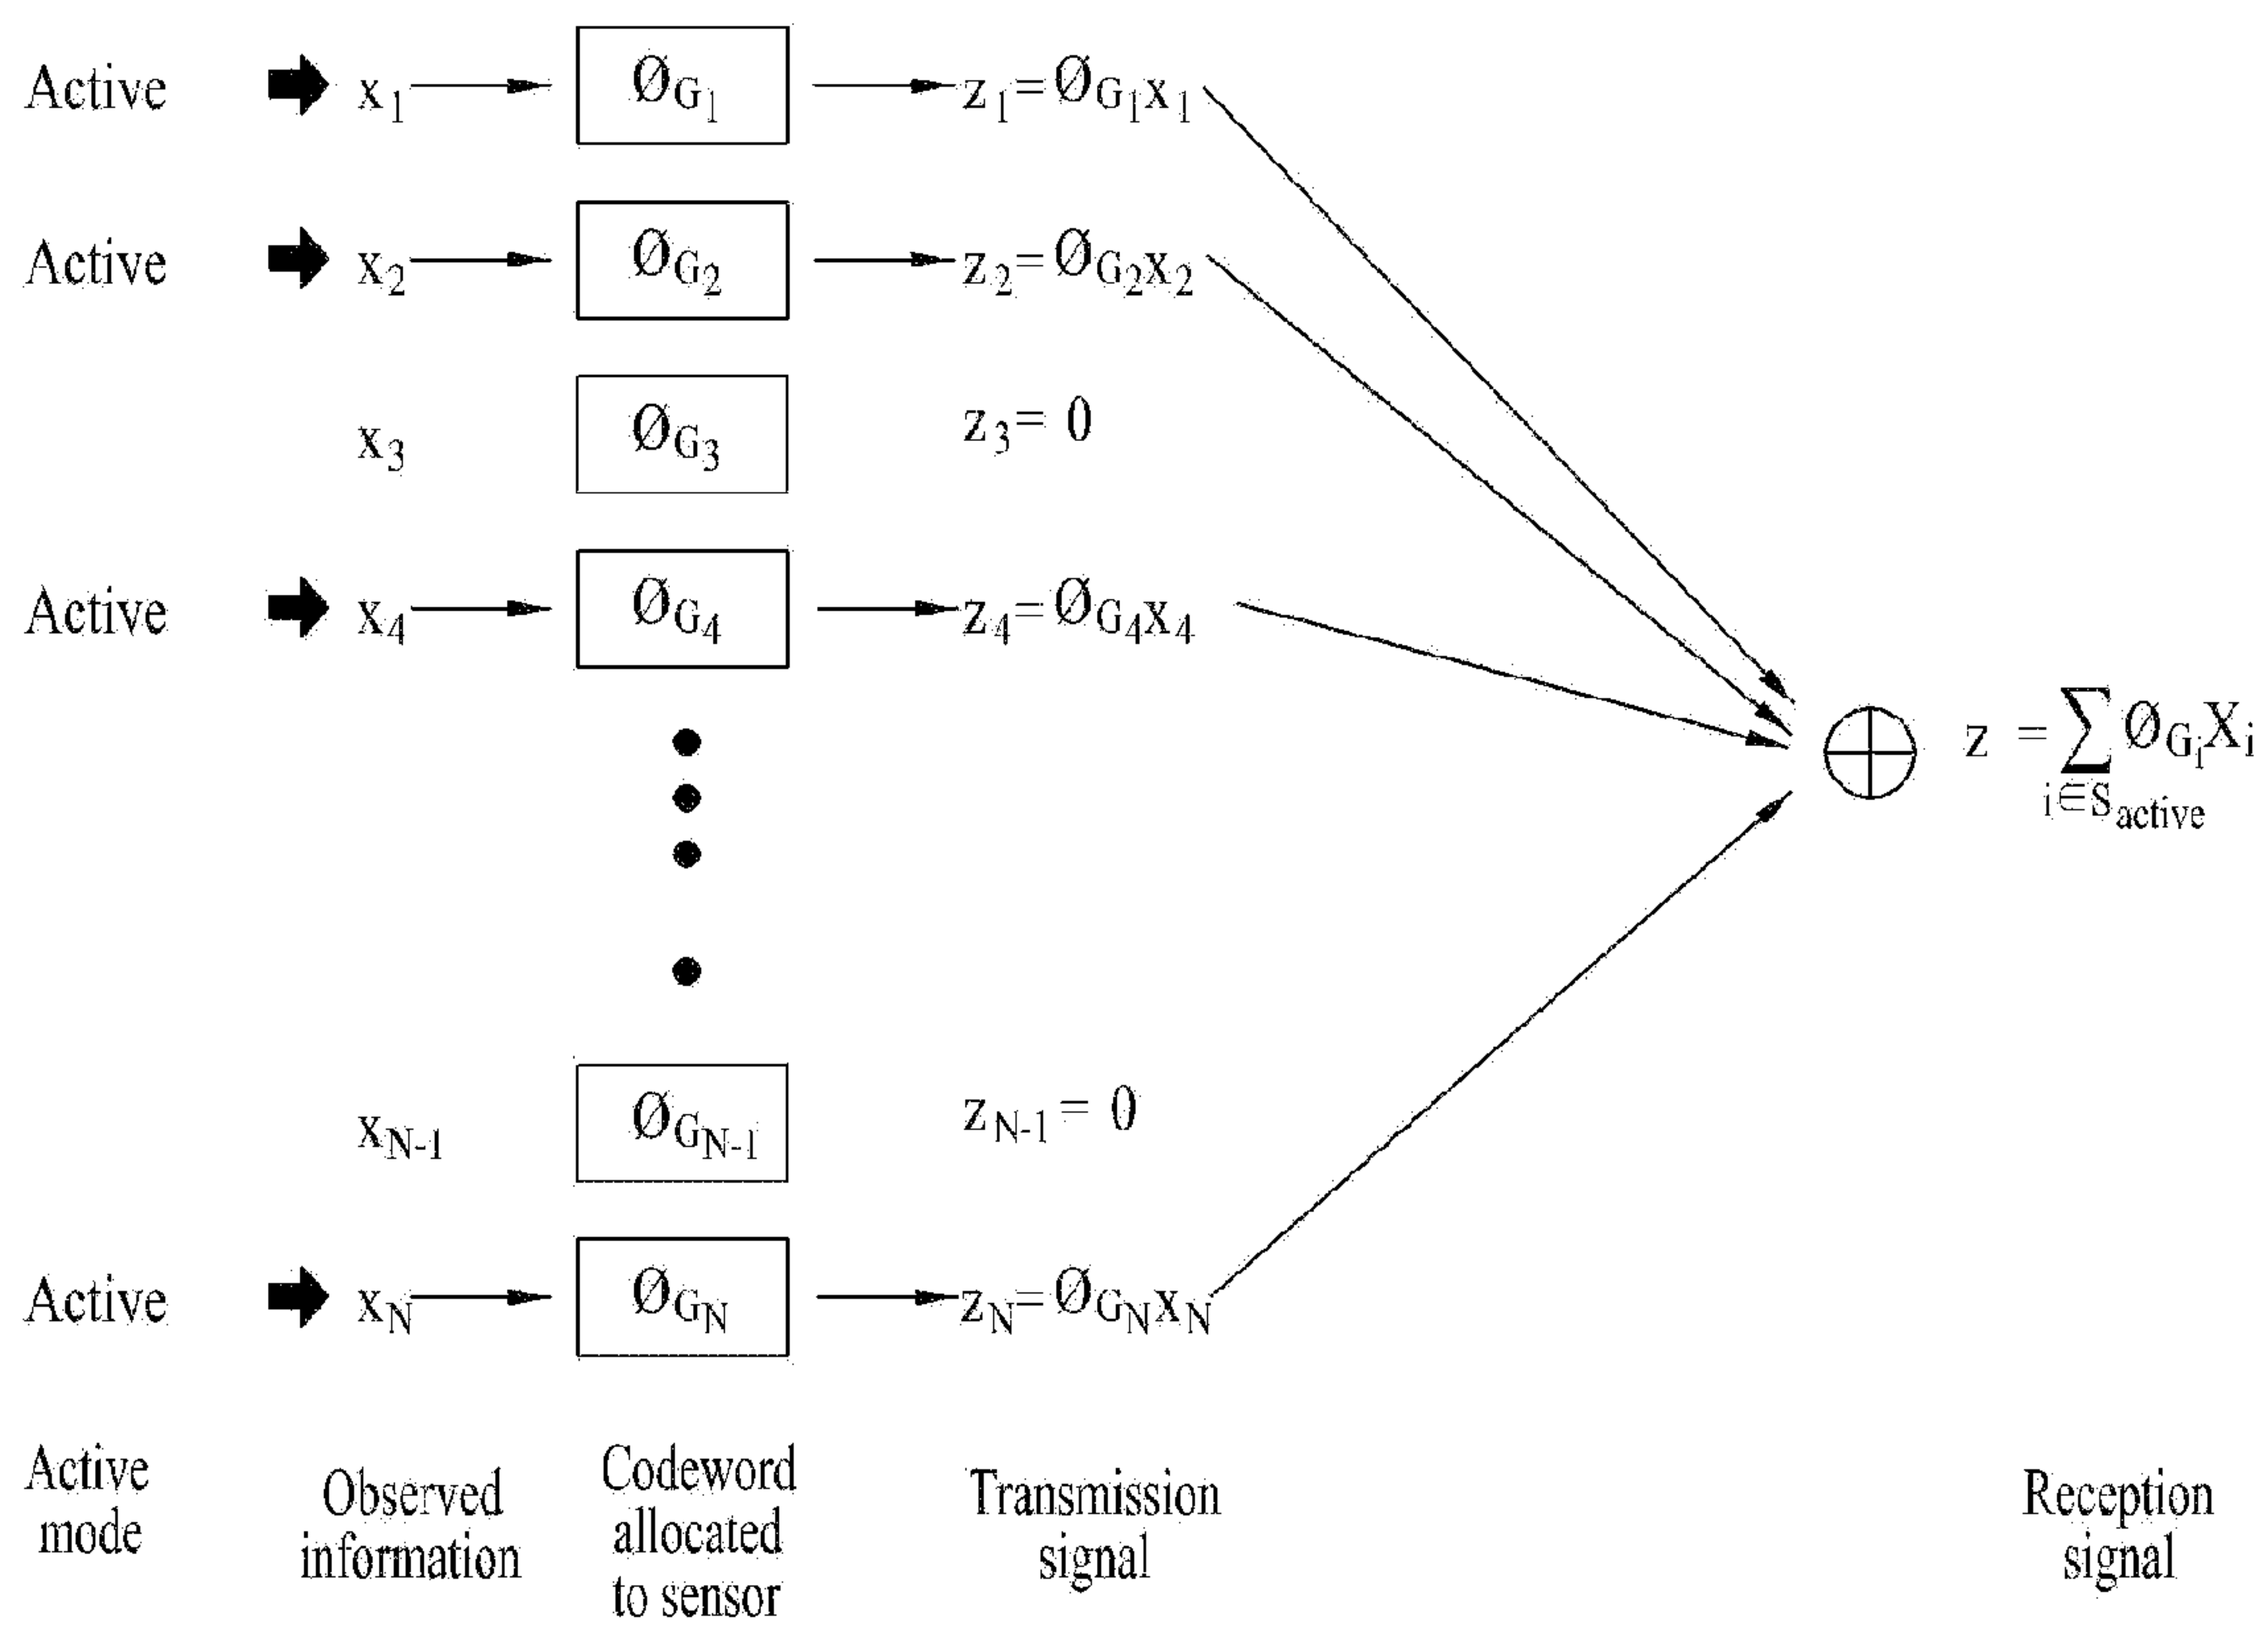 Active x₁ ØG₁ z₁=ØG₁x₁
Active x₂ ØG₂ z₂=ØG₂x₂
x₃ ØG₃ z₃= 0
Active x₄ ØG₄ z₄=ØG₄x₄
z = ∑ ØGᵢXᵢ
i∈Sactive
xN-1 ØGN-1 zN-1= 0
Active xN ØGN zN=ØGNxN
Active
mode
Observed
information
Codeword
allocated
to sensor
Transmission
signal
Reception
signal